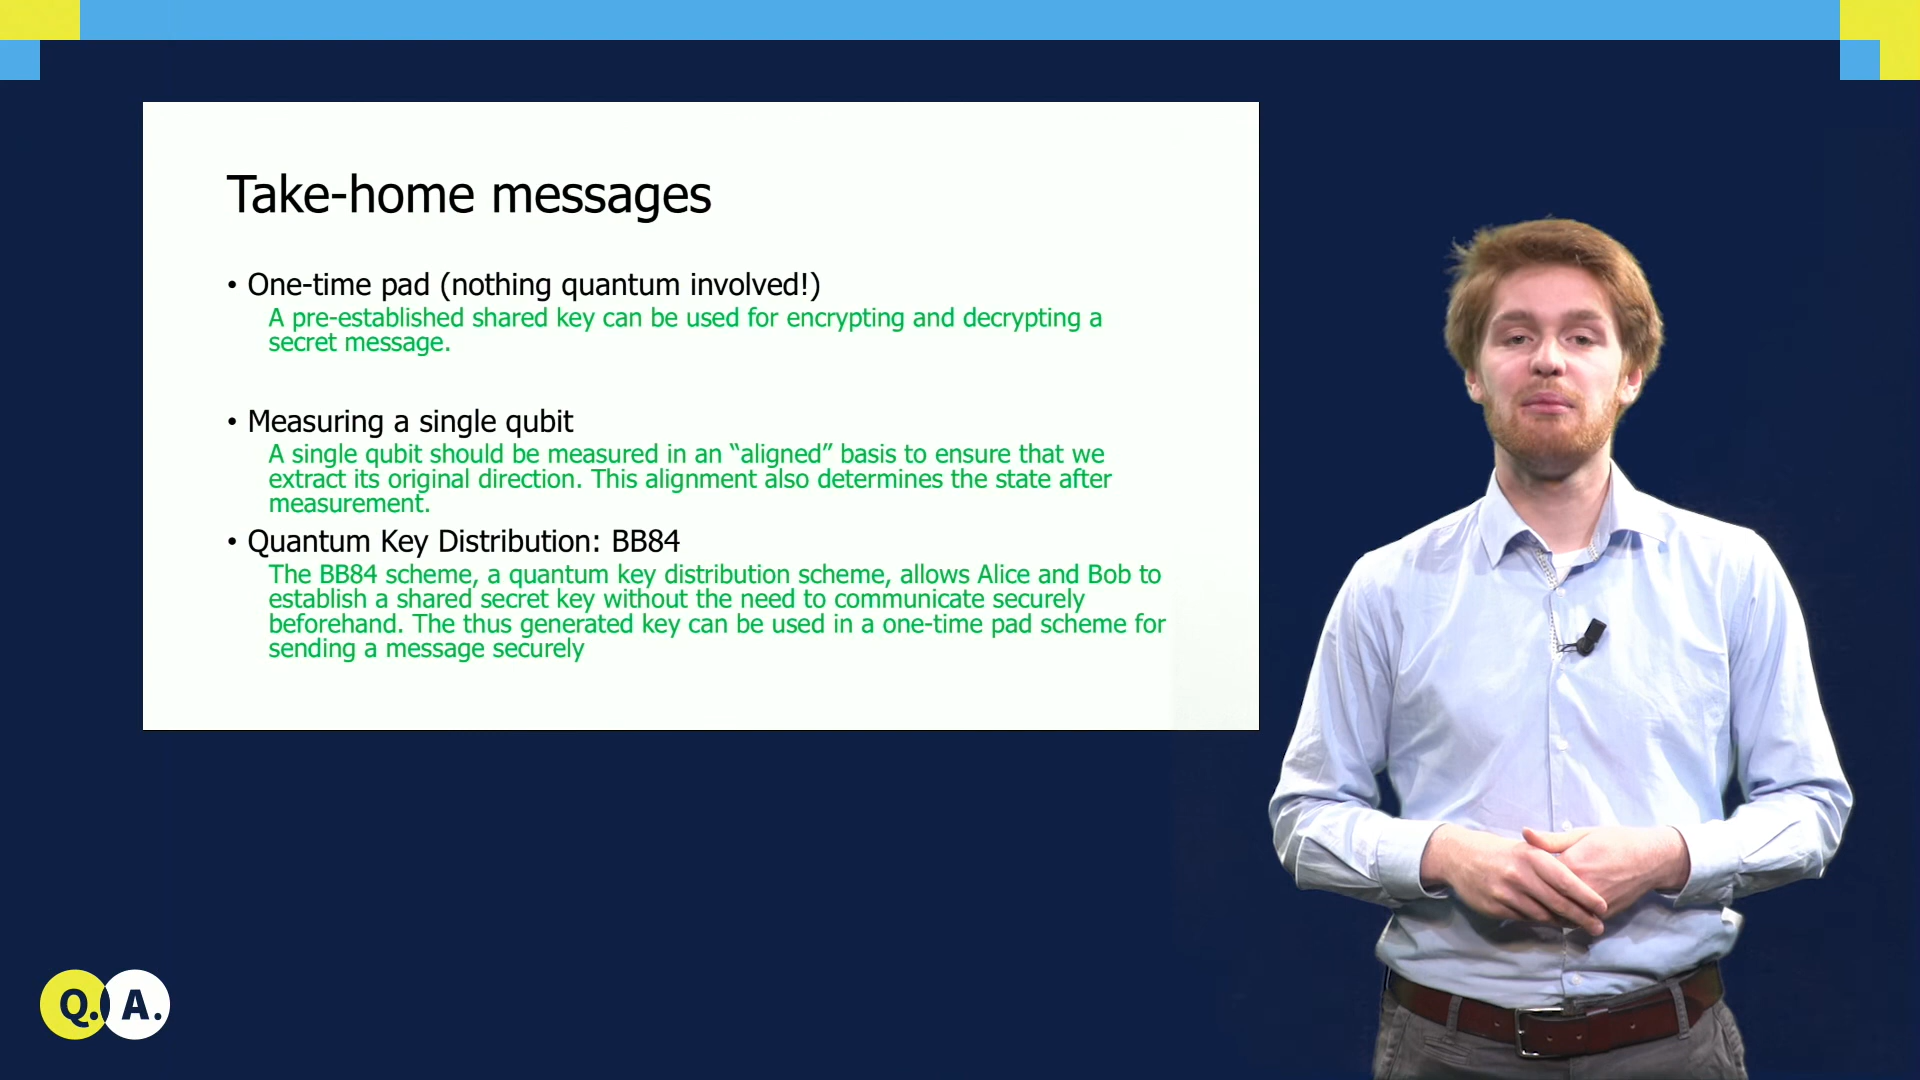 Take-home messages
• One-time pad (nothing quantum involved!)
A pre-established shared key can be used for encrypting and decrypting a
secret message.
• Measuring a single qubit
A single qubit should be measured in an “aligned” basis to ensure that we
extract its original direction. This alignment also determines the state after
measurement.
• Quantum Key Distribution: BB84
The BB84 scheme, a quantum key distribution scheme, allows Alice and Bob to
establish a shared secret key without the need to communicate securely
beforehand. The thus generated key can be used in a one-time pad scheme for
sending a message securely
Q. A.